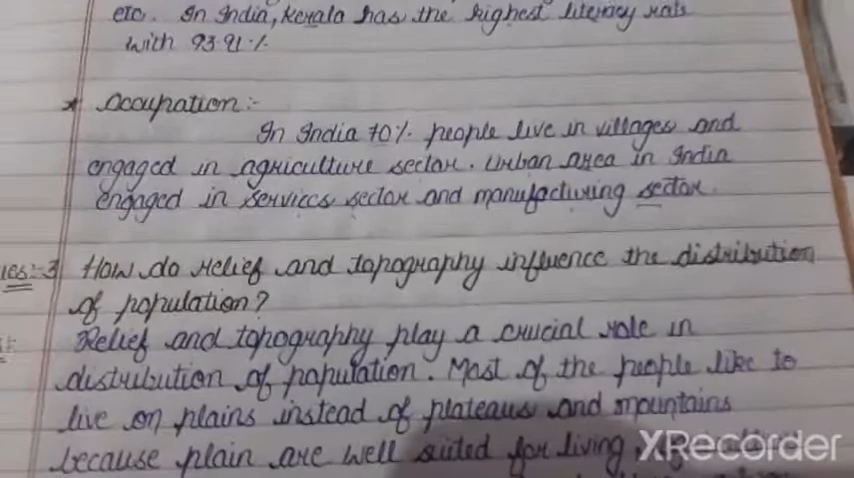 etc. In India, Kerala has the highest literacy rate
with 93.91%
* Occupation:-
In India 70% people live in villages and
engaged in agriculture sector. Urban area in India
engaged in services sector and manufacturing sector.
ues:-3 How do relief and topography influence the distribution
of population?
Relief and topography play a crucial role in
distribution of population. Most of the people like to
live on plains instead of plateaus and mountains
because plain are well suited for living,
XRecorder